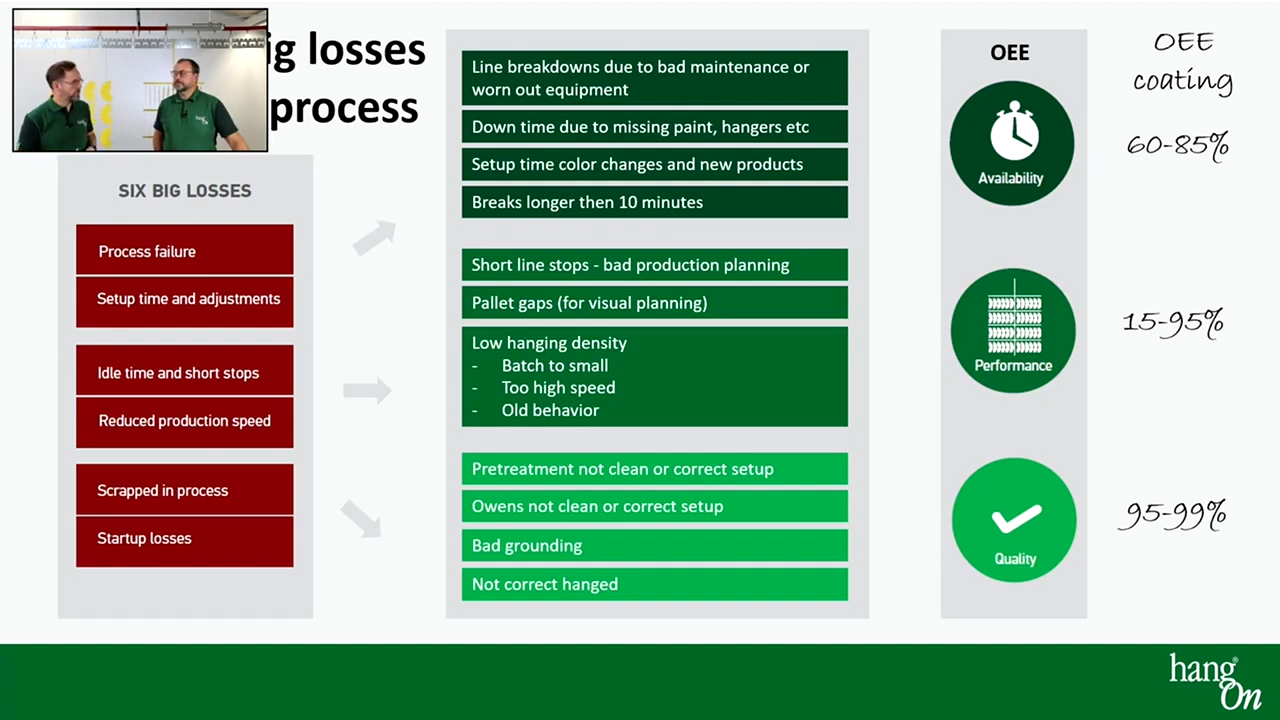 ig losses
process
SIX BIG LOSSES
Process failure
Setup time and adjustments
Idle time and short stops
Reduced production speed
Scrapped in process
Startup losses
Line breakdowns due to bad maintenance or
worn out equipment
Down time due to missing paint, hangers etc
Setup time color changes and new products
Breaks longer then 10 minutes
Short line stops - bad production planning
Pallet gaps (for visual planning)
Low hanging density
- Batch to small
- Too high speed
- Old behavior
Pretreatment not clean or correct setup
Owens not clean or correct setup
Bad grounding
Not correct hanged
OEE
Availability
Performance
Quality
OEE
coating
60-85%
15-95%
95-99%
hang®
On